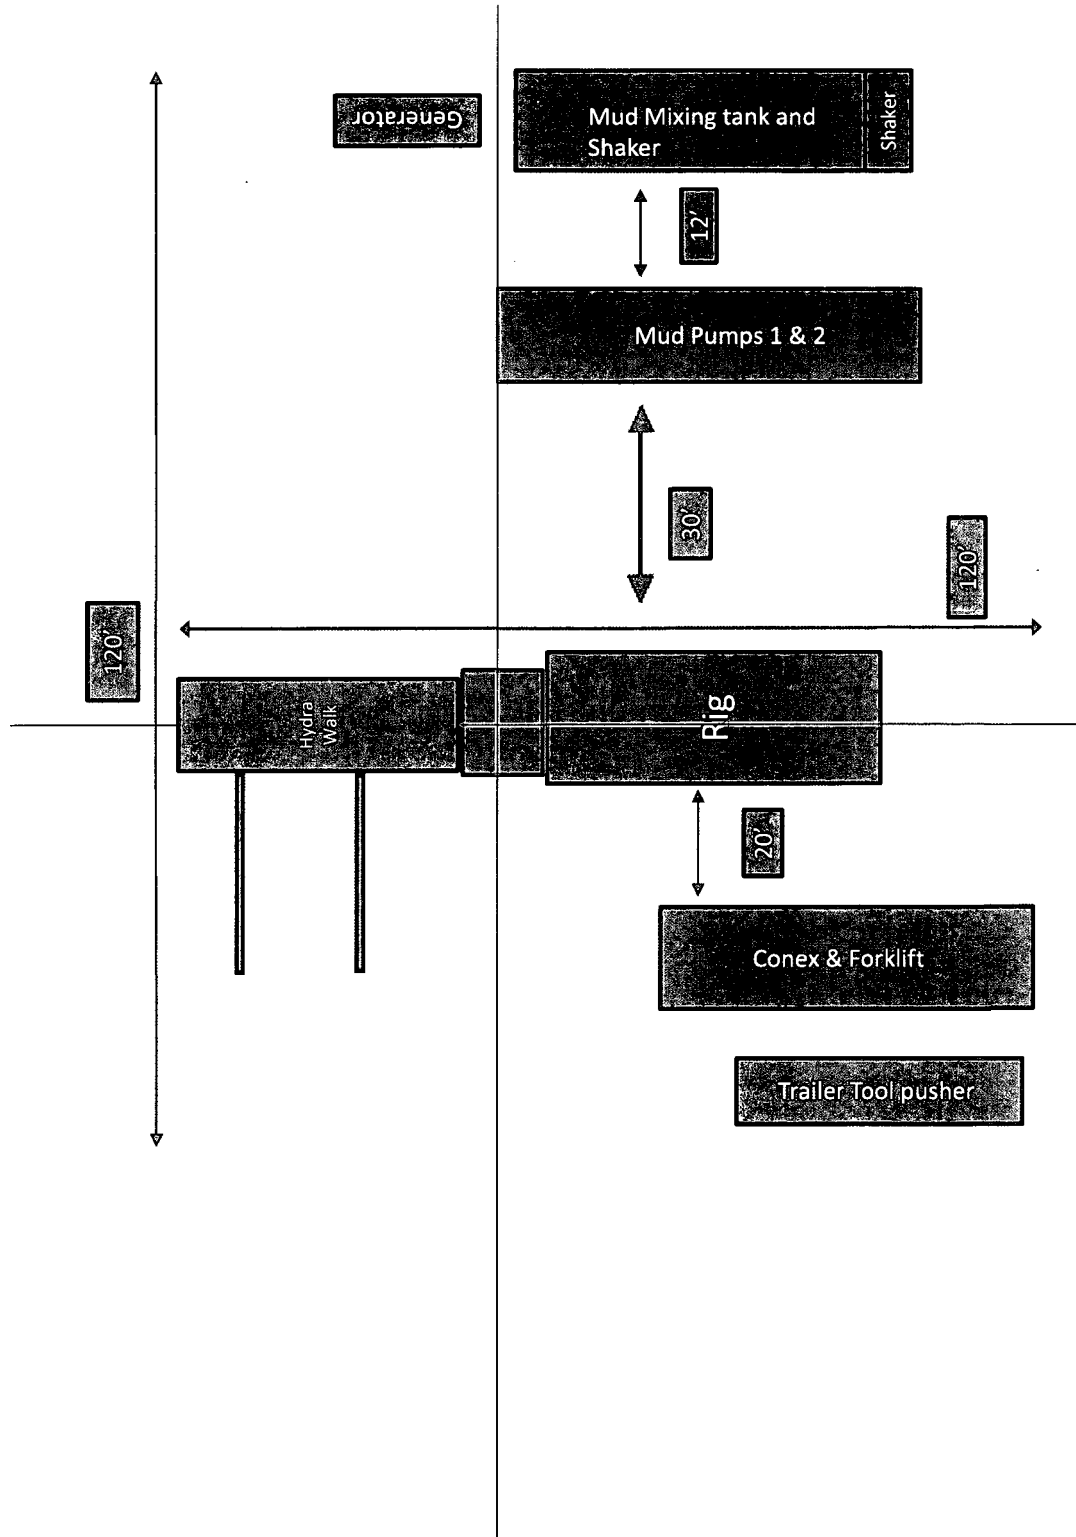 Generator
Mud Mixing tank and
Shaker
Shaker
12'
Mud Pumps 1 & 2
30'
120'
120'
Hydra
Walk
Rig
20'
Conex & Forklift
Trailer Tool pusher